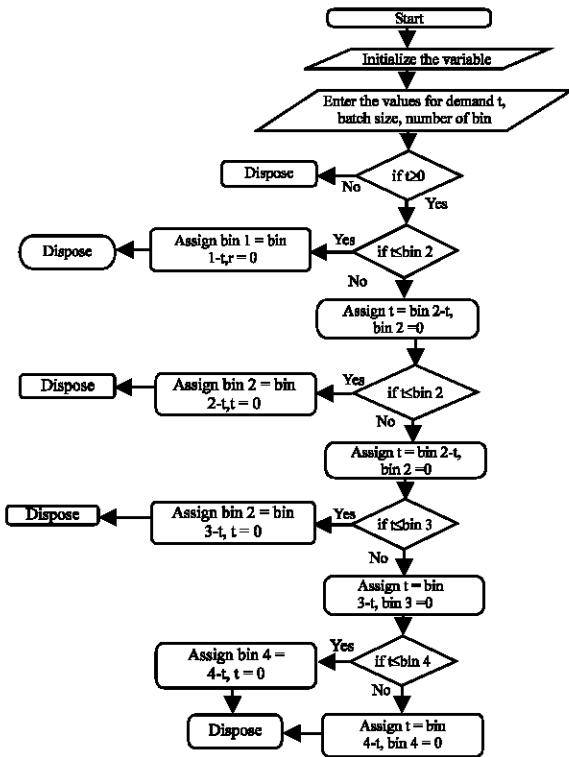 Start
Initialize the variable
Enter the values for demand t,
batch size, number of bin
if t≥0
No
Dispose
Yes
if t≤bin 2
Yes
Assign bin 1 = bin
1-t,r = 0
Dispose
No
Assign t = bin 2-t,
bin 2 =0
if t≤bin 2
Yes
Assign bin 2 = bin
2-t,t = 0
Dispose
No
Assign t = bin 2-t,
bin 2 =0
if t≤bin 3
Yes
Assign bin 2 = bin
3-t, t = 0
Dispose
No
Assign t = bin
3-t, bin 3 =0
if t≤bin 4
Yes
Assign bin 4 =
4-t, t = 0
No
Assign t = bin
4-t, bin 4 = 0
Dispose